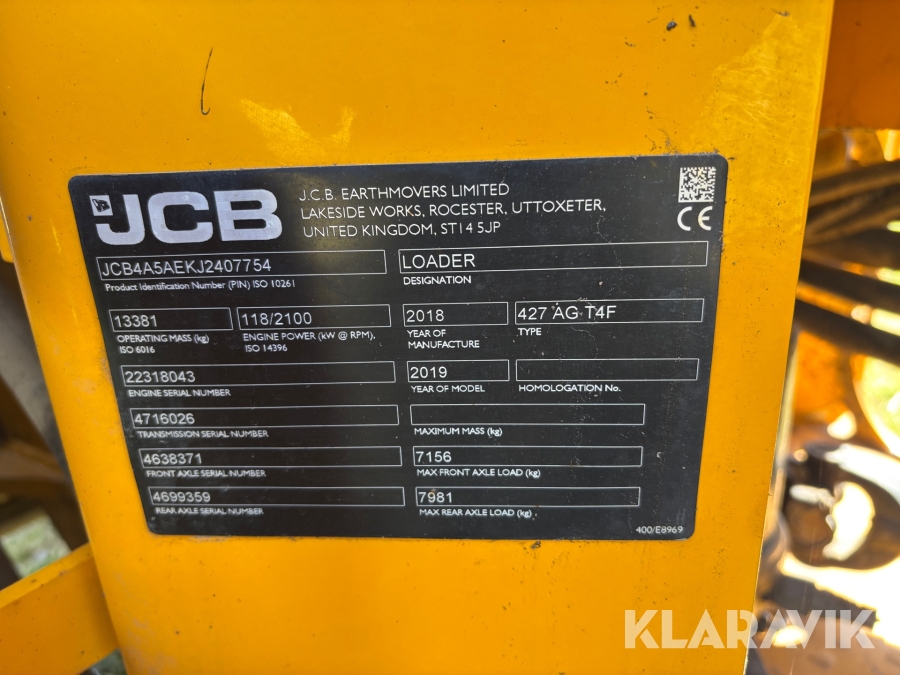 JCB
J.C.B. EARTHMOVERS LIMITED
LAKESIDE WORKS, ROCESTER, UTTOXETER,
UNITED KINGDOM, ST14 5JP
CE
JCB4A5AEKJ2407754
Product Identification Number (PIN) ISO 10261
LOADER
DESIGNATION
13381
OPERATING MASS (kg)
ISO 6016
118/2100
ENGINE POWER (kW @ RPM),
ISO 14396
2018
YEAR OF
MANUFACTURE
427 AG T4F
TYPE
22318043
ENGINE SERIAL NUMBER
2019
YEAR OF MODEL
HOMOLOGATION No.
4716026
TRANSMISSION SERIAL NUMBER
MAXIMUM MASS (kg)
4638371
FRONT AXLE SERIAL NUMBER
7156
MAX FRONT AXLE LOAD (kg)
4699359
REAR AXLE SERIAL NUMBER
7981
MAX REAR AXLE LOAD (kg)
400/E8969
KLARAVIK